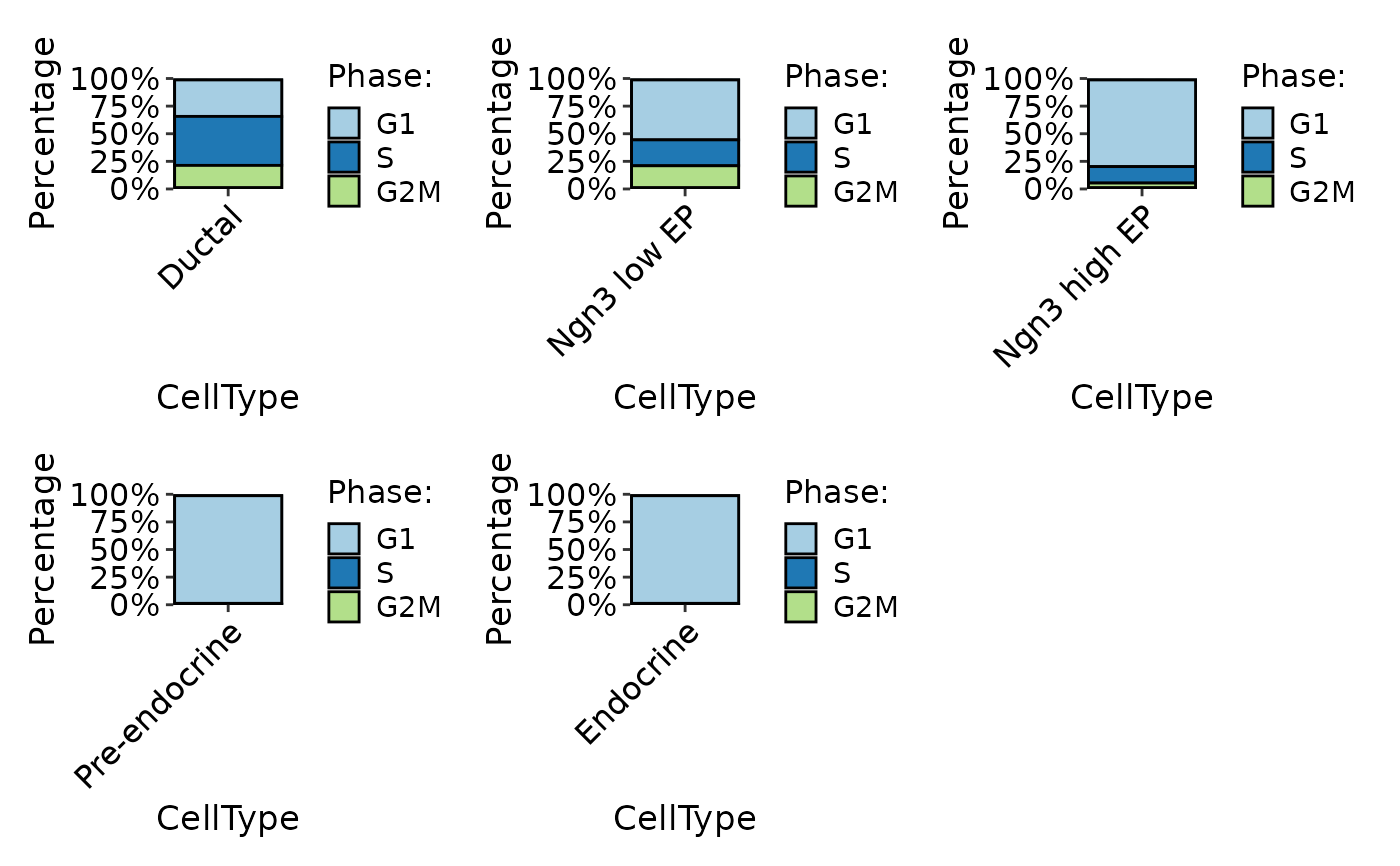 Percentage
100%
75%
50%
25%
0%
Ductal
CellType
Phase:
G1
S
G2M
Percentage
100%
75%
50%
25%
0%
Ngn3 low EP
CellType
Phase:
G1
S
G2M
Percentage
100%
75%
50%
25%
0%
Ngn3 high EP
CellType
Phase:
G1
S
G2M
Percentage
100%
75%
50%
25%
0%
Pre-endocrine
CellType
Phase:
G1
S
G2M
Percentage
100%
75%
50%
25%
0%
Endocrine
CellType
Phase:
G1
S
G2M